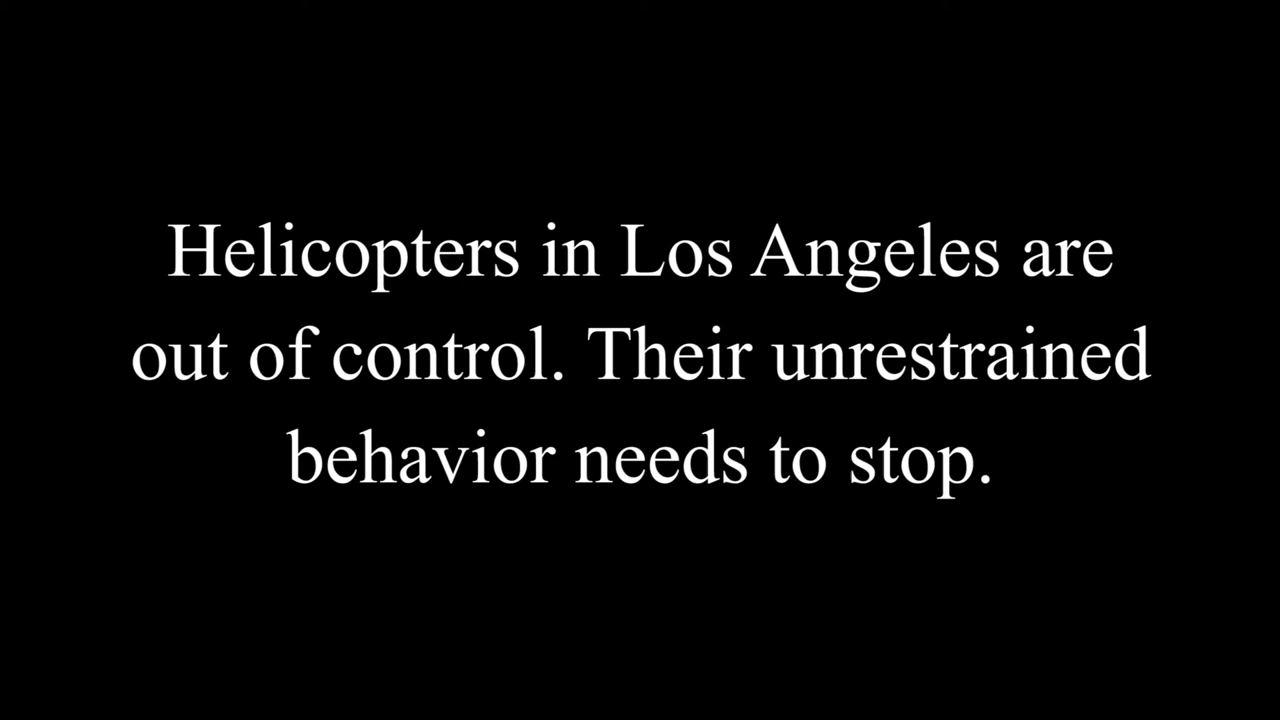 Helicopters in Los Angeles are
out of control. Their unrestrained
behavior needs to stop.